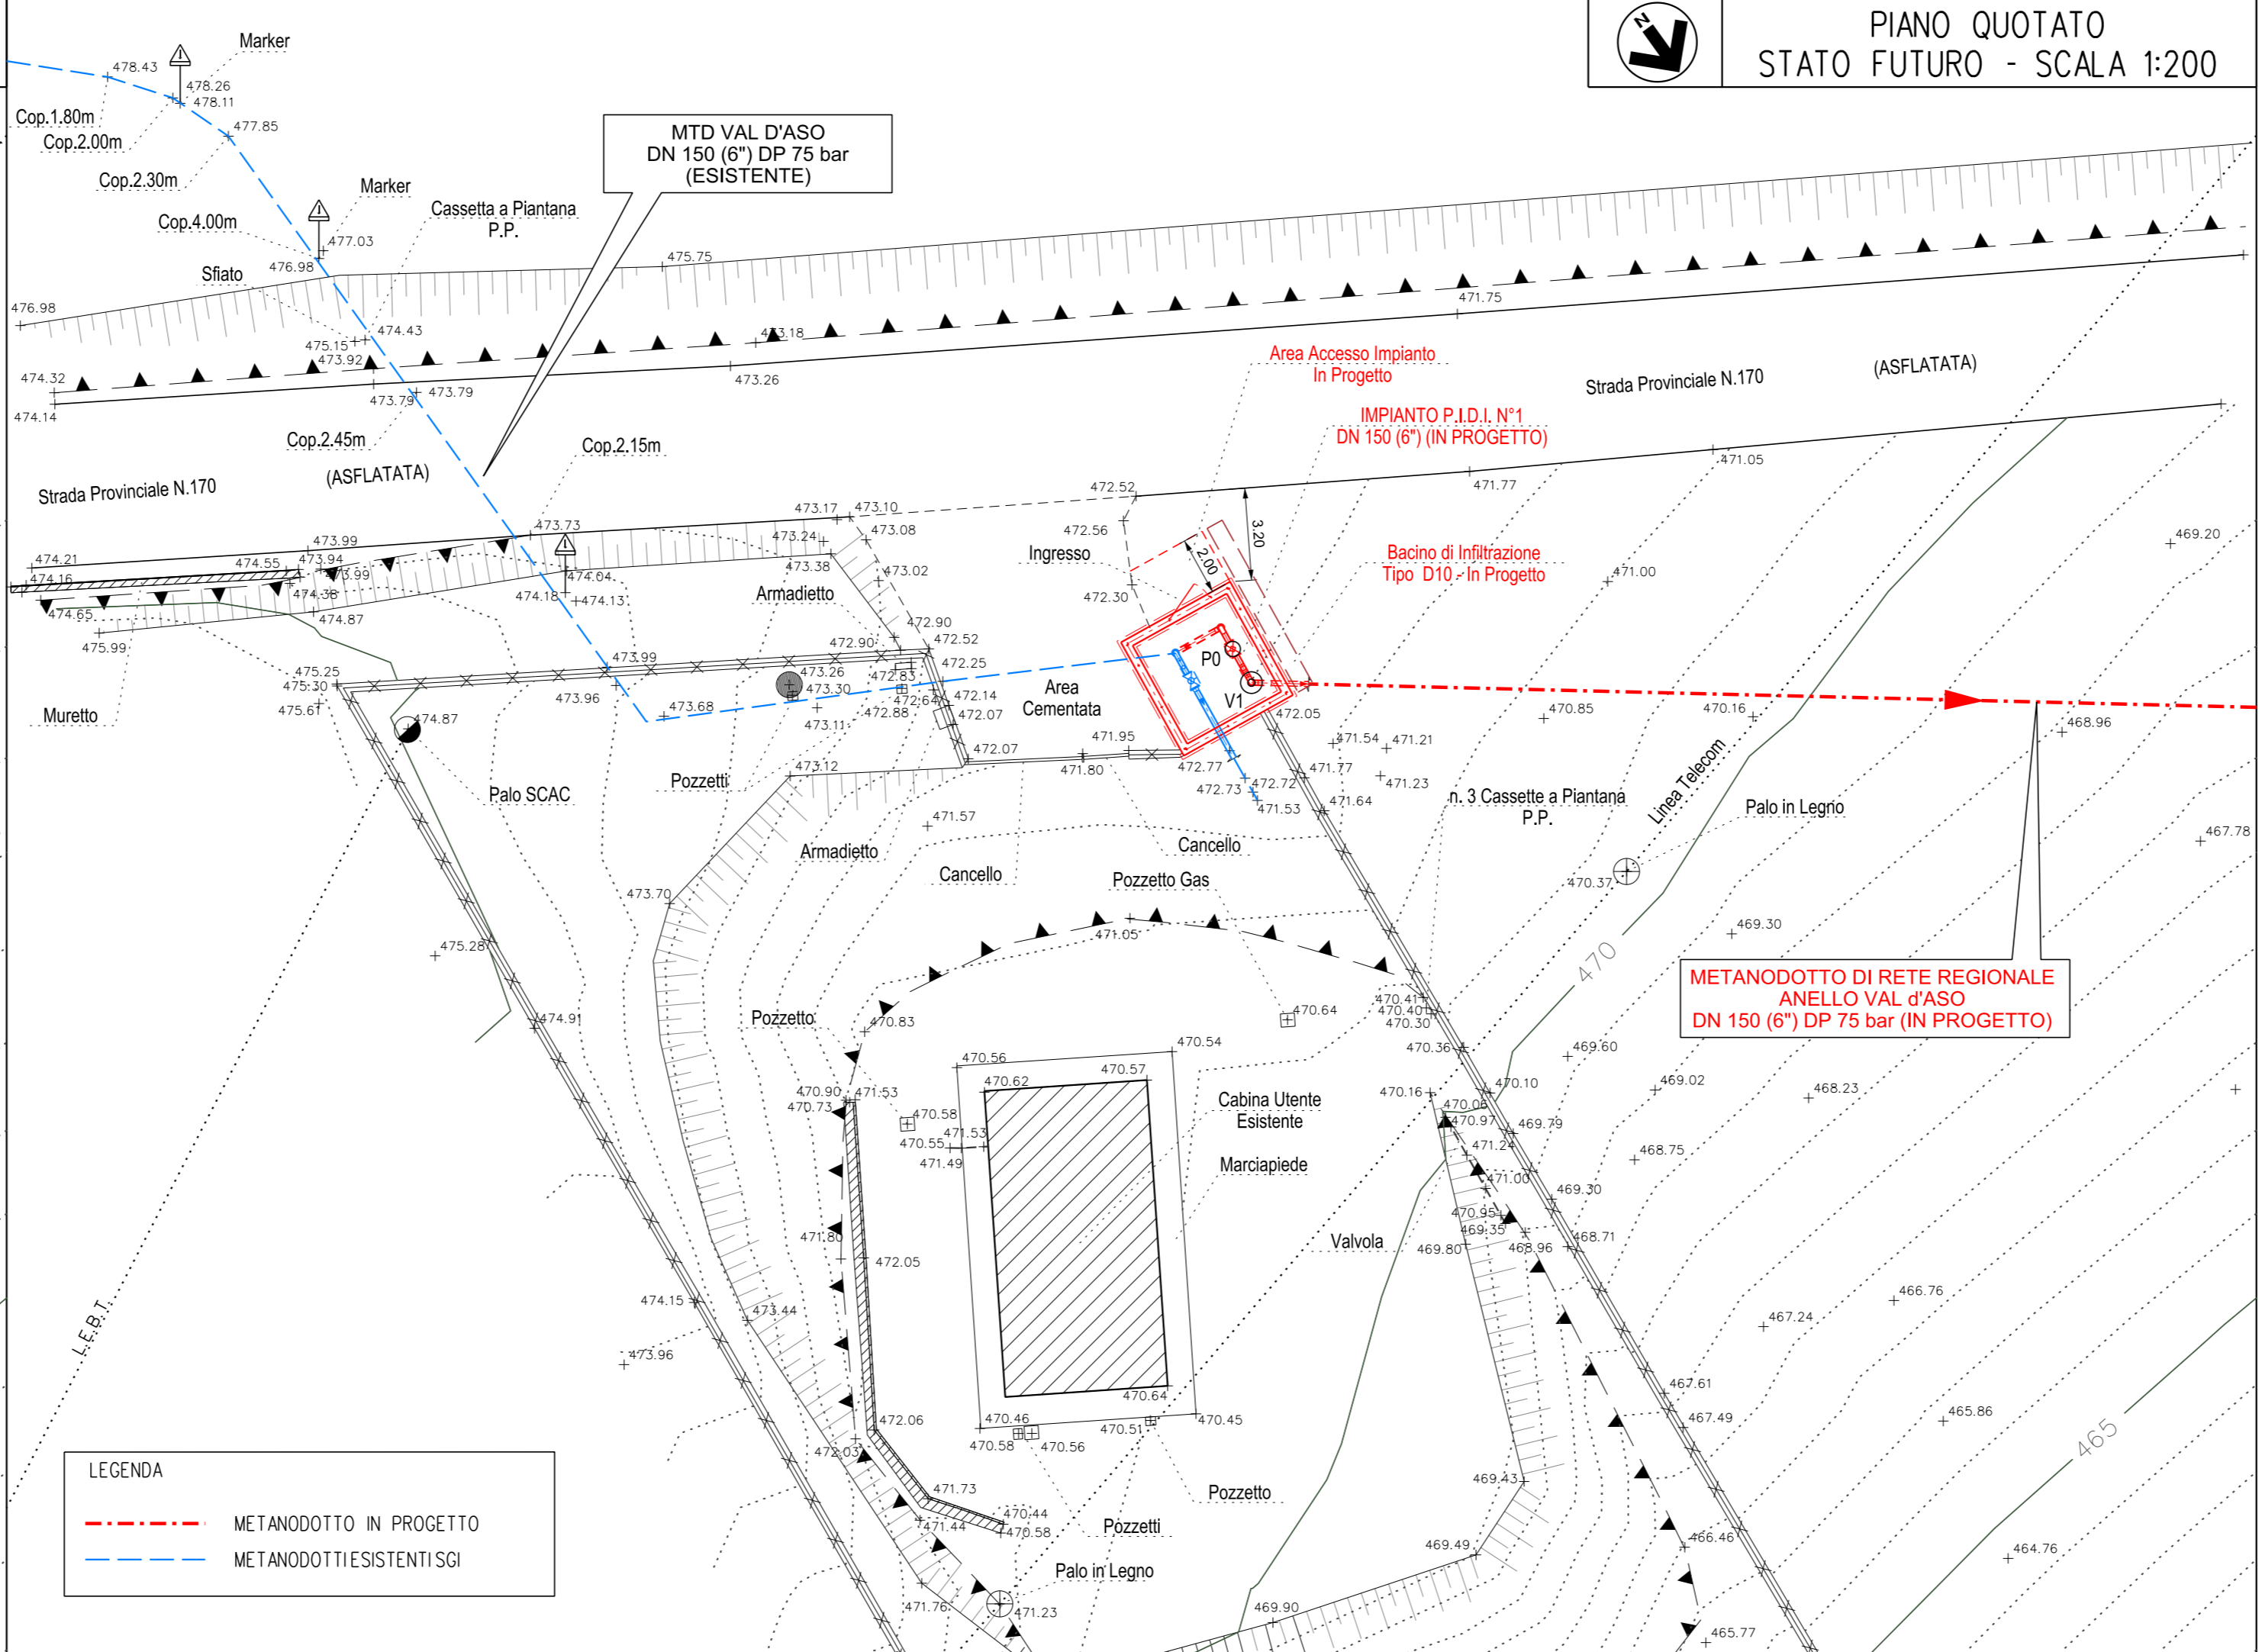 N
PIANO QUOTATO
STATO FUTURO - SCALA 1:200
Marker
478.43
478.26
478.11
Cop.1.80m
Cop.2.00m
477.85
Cop.2.30m
MTD VAL D'ASO
DN 150 (6") DP 75 bar
(ESISTENTE)
Marker
Cassetta a Piantana
P.P.
Cop.4.00m
477.03
476.98
Sfiato
475.75
476.98
474.43
475.15
473.92
473.18
471.75
474.32
474.14
473.79
473.79
473.26
Area Accesso Impianto
In Progetto
Strada Provinciale N.170
(ASFLATATA)
IMPIANTO P.I.D.I. N°1
DN 150 (6") (IN PROGETTO)
Cop.2.45m
Cop.2.15m
Strada Provinciale N.170
(ASFLATATA)
471.05
471.77
472.52
473.17
473.10
473.73
473.08
472.56
3.20
473.24
473.99
473.38
469.20
Ingresso
2.00
Bacino di Infiltrazione
Tipo D10 - In Progetto
474.21
474.55
473.94
473.99
474.16
474.04
474.38
474.18
474.13
473.02
472.30
471.00
Armadietto
474.65
474.87
475.99
472.90
472.90
472.52
473.99
475.25
475.30
475.61
473.96
473.26
473.30
472.83
472.25
472.64
472.14
P0
V1
Area
Cementata
Muretto
474.87
473.68
473.11
472.88
472.07
472.05
470.85
470.16
468.96
471.54
471.21
471.95
472.07
471.80
472.77
473.12
471.77
471.23
472.72
472.73
471.53
471.64
Palo SCAC
Pozzetti
n. 3 Cassette a Piantana
P.P.
Linea Telecom
Palo in Legno
471.57
467.78
Armadietto
Cancello
Cancello
Pozzetto Gas
470.37
473.70
469.30
471.05
475.28
470
METANODOTTO DI RETE REGIONALE
ANELLO VAL d'ASO
DN 150 (6") DP 75 bar (IN PROGETTO)
470.41
470.40
470.30
470.64
474.91
Pozzetto
470.83
470.54
470.56
470.36
469.60
470.57
470.62
470.90
471.53
470.73
470.16
470.10
469.02
468.23
Cabina Utente
Esistente
470.58
470.06
470.97
469.79
471.53
470.55
471.49
471.24
468.75
Marciapiede
471.00
469.30
470.95
469.35
Valvola
469.80
468.96
468.71
471.80
472.05
474.15
473.44
473.96
466.76
467.24
L.E.B.T.
470.64
467.61
472.06
470.46
470.45
470.51
467.49
465.86
472.03
470.58
470.56
465
469.43
LEGENDA
METANODOTTO IN PROGETTO
METANODOTTI ESISTENTI SGI
471.73
470.44
470.58
471.44
Pozzetto
Pozzetti
466.46
469.49
464.76
Palo in Legno
471.76
471.23
469.90
465.77